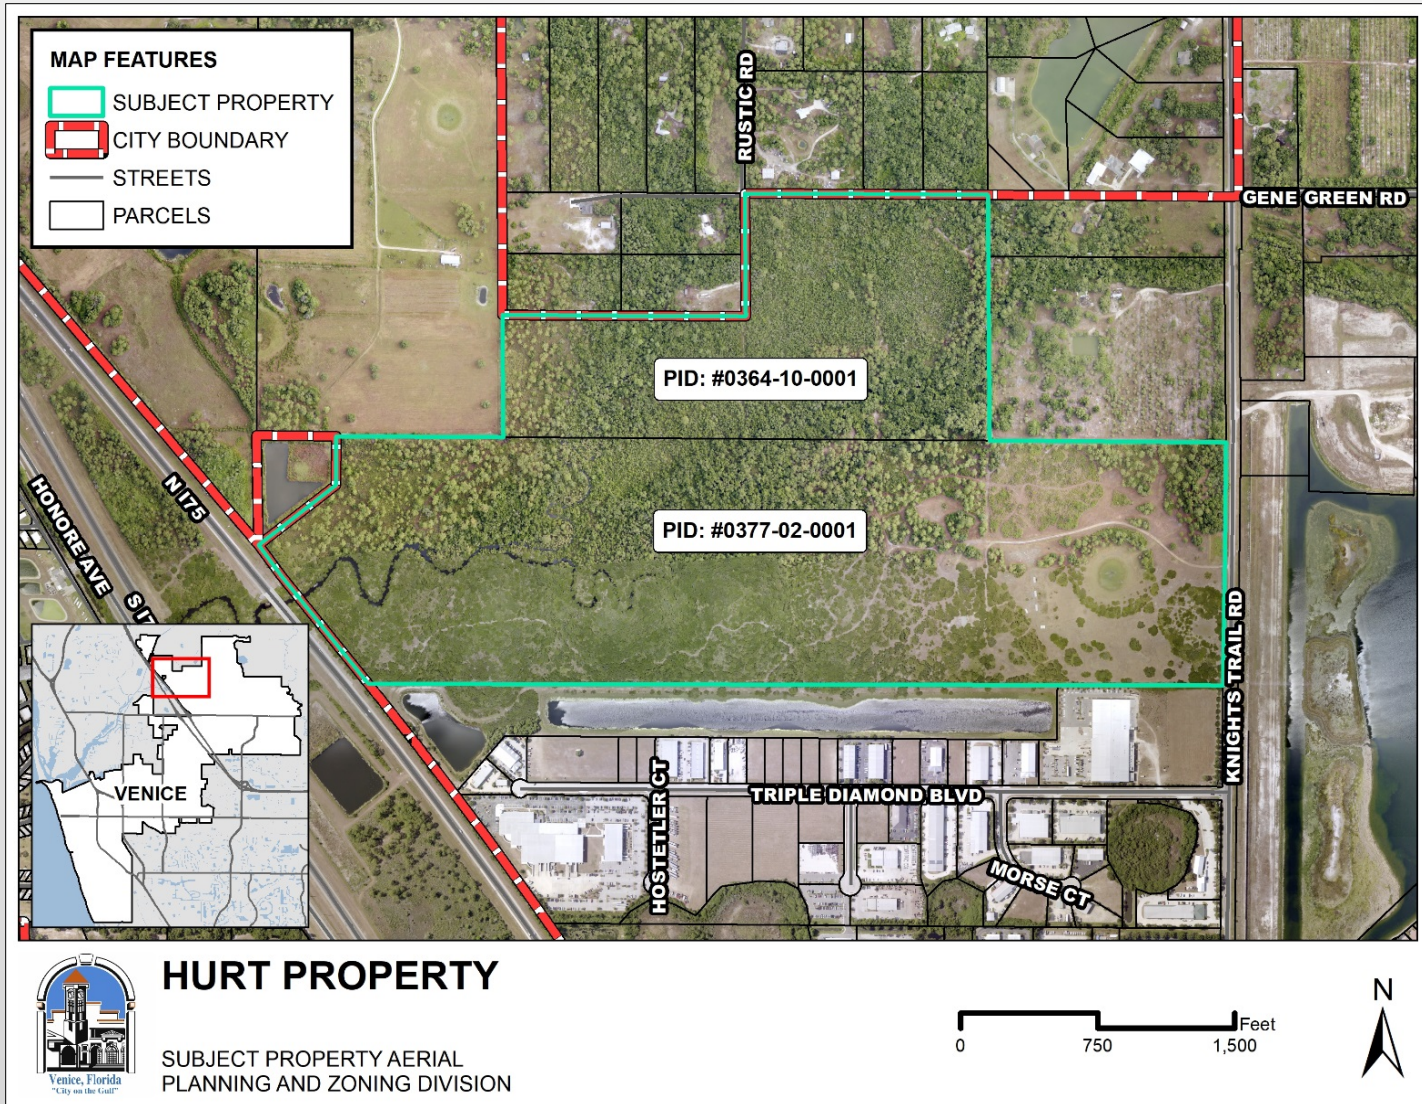 MAP FEATURES
SUBJECT PROPERTY
CITY BOUNDARY
STREETS
PARCELS
RUSTIC RD
GENE GREEN RD
PID: #0364-10-0001
N I75
HONORE AVE
S I7
PID: #0377-02-0001
KNIGHTS TRAIL RD
VENICE
HOSTETLER CT
TRIPLE DIAMOND BLVD
MORSE CT
HURT PROPERTY
SUBJECT PROPERTY AERIAL
PLANNING AND ZONING DIVISION
Venice, Florida
"City on the Gulf"
0 750 1,500 Feet
N